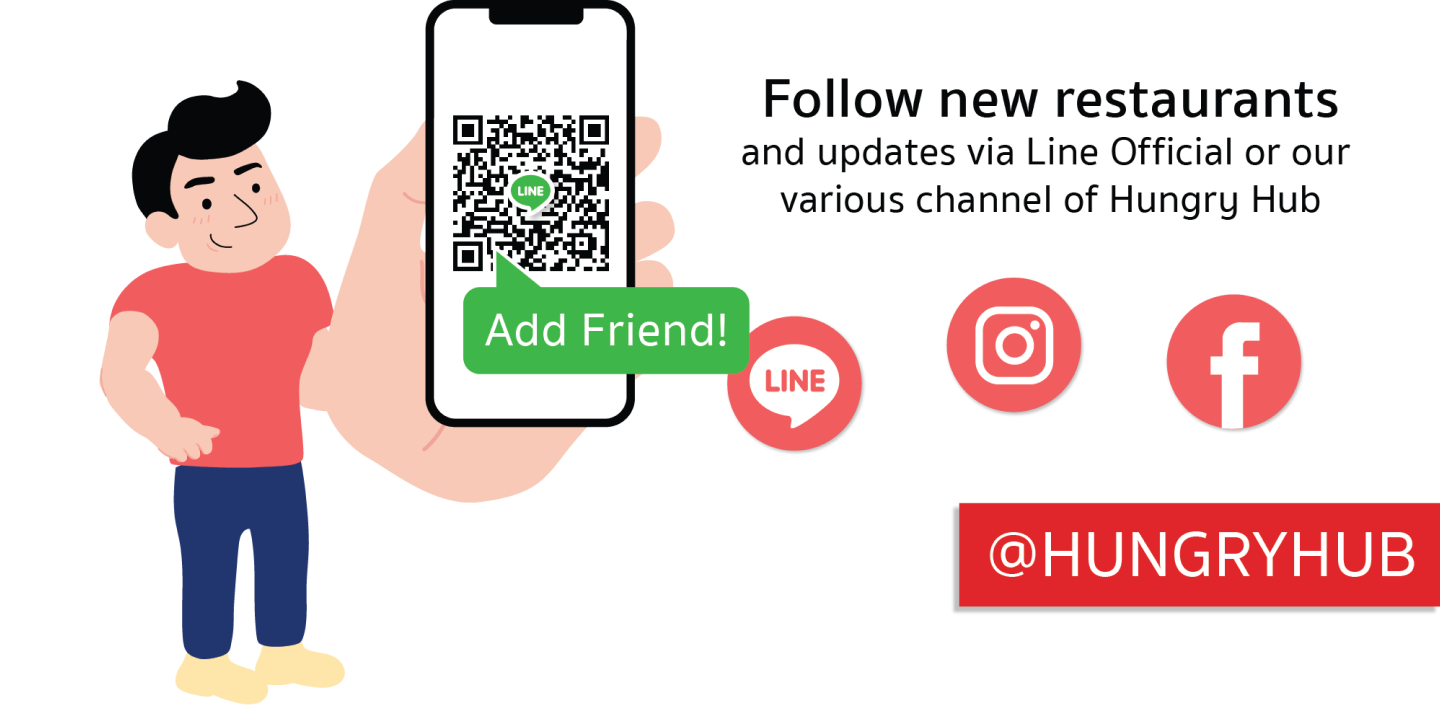 Follow new restaurants
and updates via Line Official or our
various channel of Hungry Hub
LINE
Add Friend!
LINE
@HUNGRYHUB